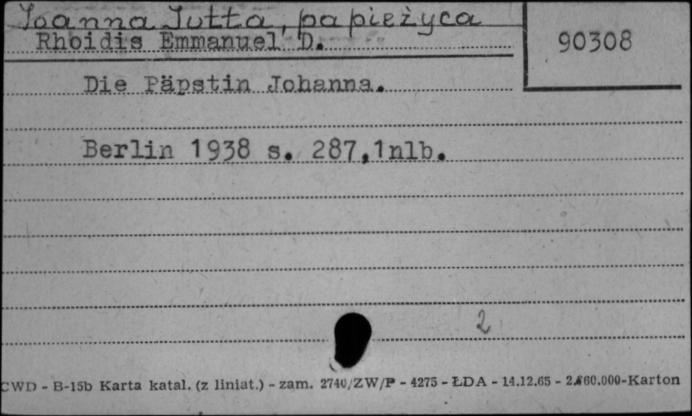 Joanna Jutta, papieżyca
Rhoidis Emmanuel D.
90308
Die Päpstin Johanna.
Berlin 1938 s. 287,1nlb.
2
CWD - B-15b Karta katal. (z liniat.) - zam. 2740/ZW/P - 4275 - ŁDA - 14.12.65 - 2.460.000-Karton